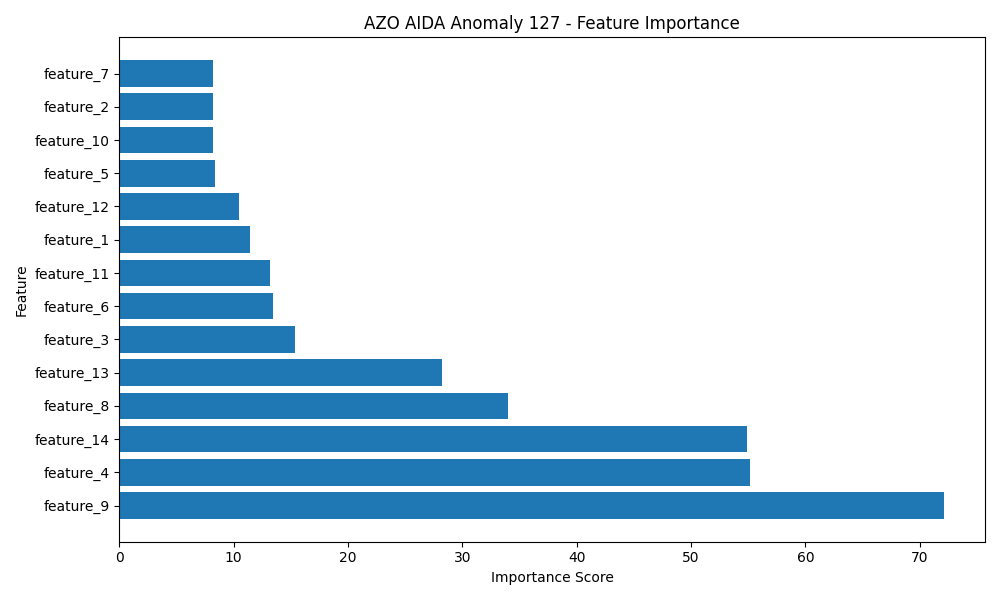 AZO AIDA Anomaly 127 - Feature Importance
feature_7
feature_2
feature_10
feature_5
feature_12
feature_1
feature_11
feature_6
feature_3
feature_13
feature_8
feature_14
feature_4
feature_9
Feature
0 10 20 30 40 50 60 70
Importance Score